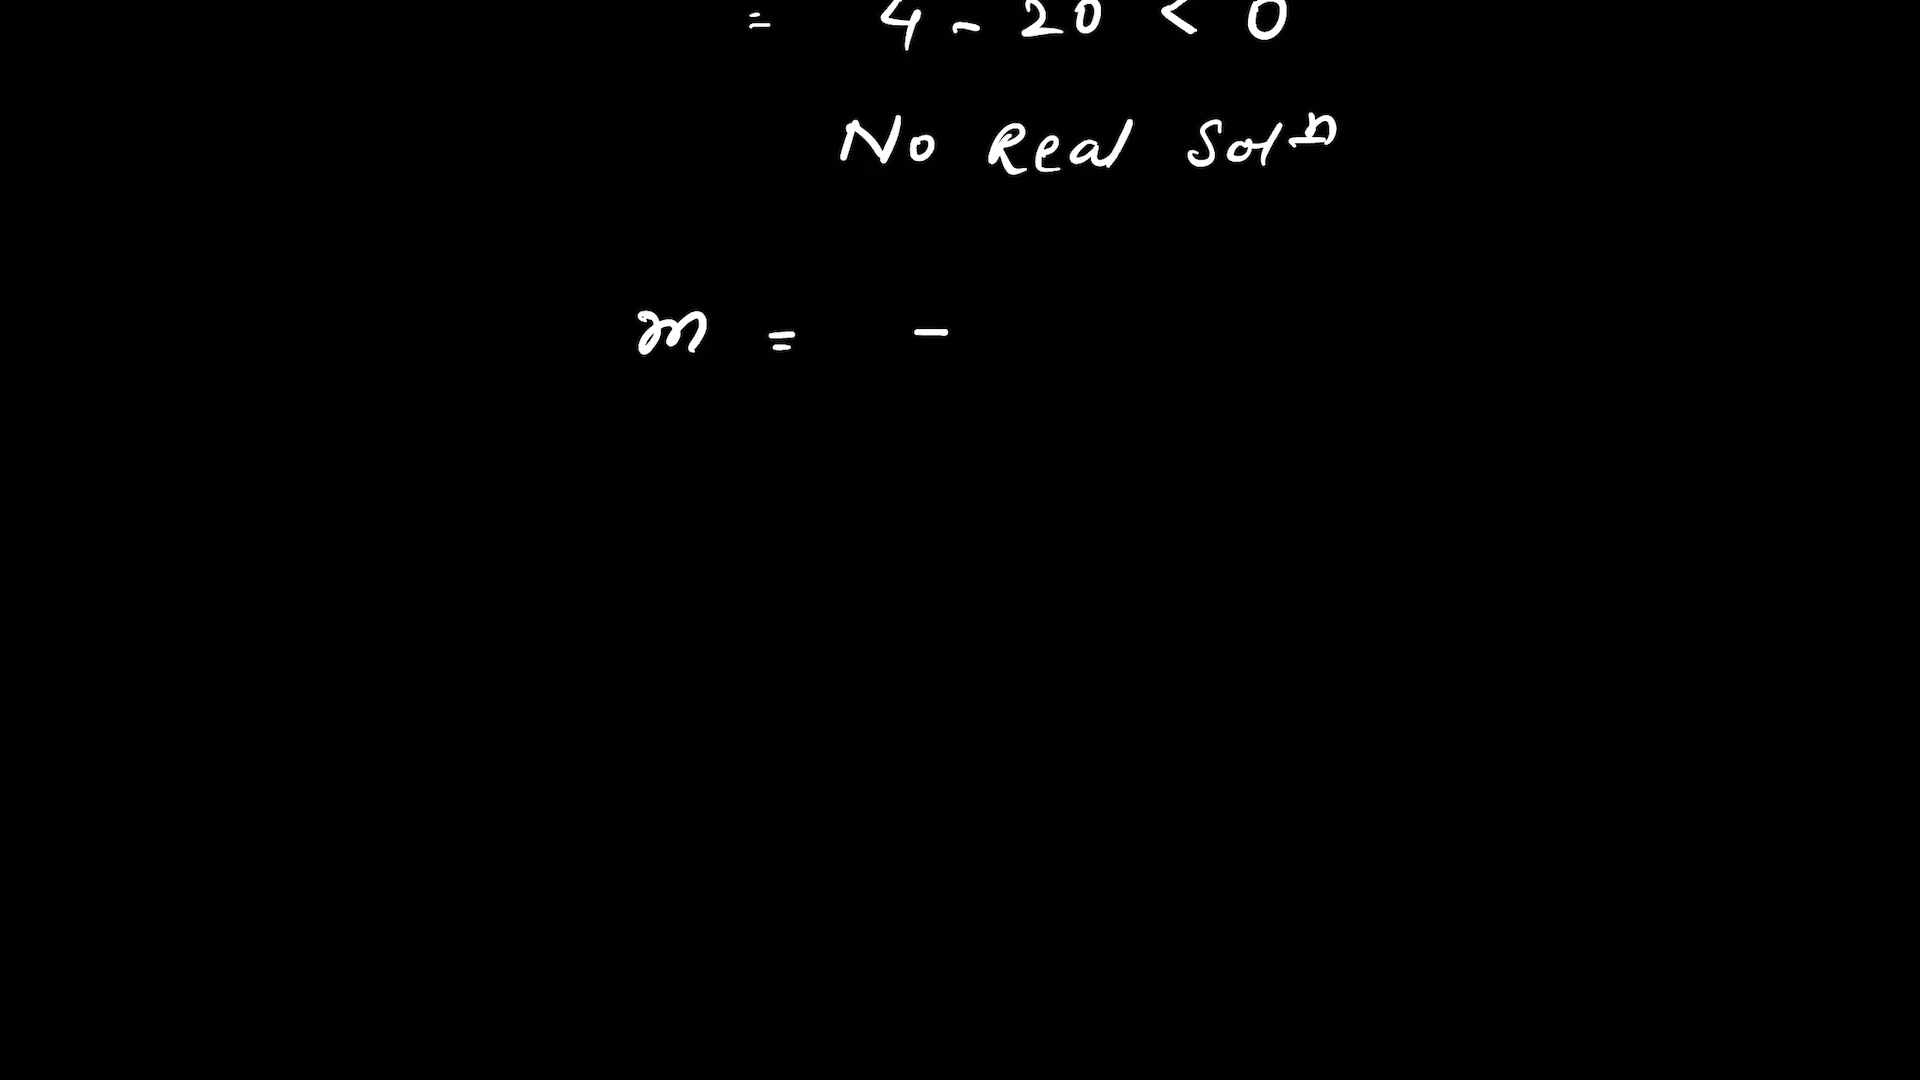 = 4 - 20 < 0
No Real Solⁿ
m = -